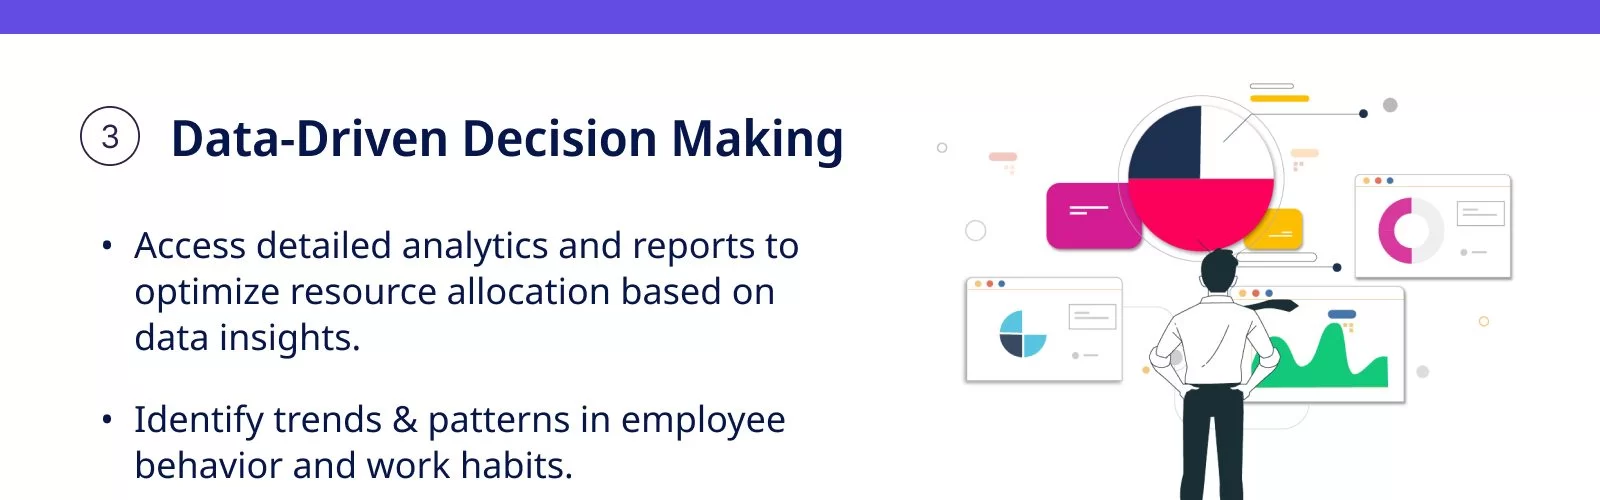 3 Data-Driven Decision Making
• Access detailed analytics and reports to
optimize resource allocation based on
data insights.
• Identify trends & patterns in employee
behavior and work habits.